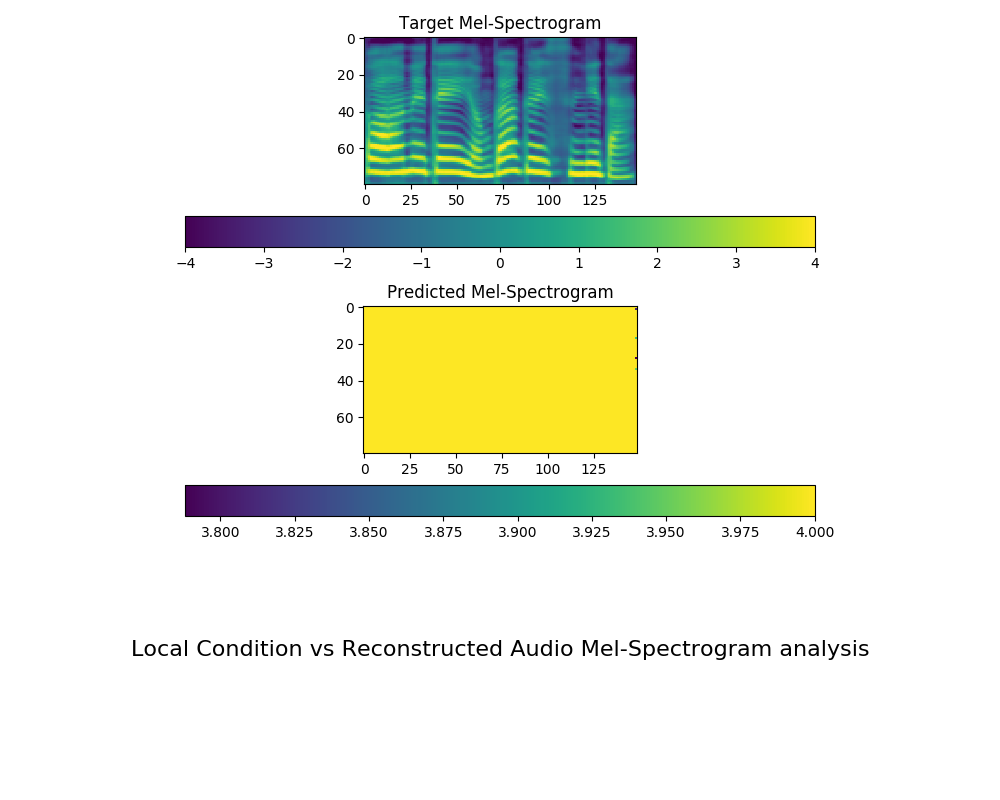 Target Mel-Spectrogram
0
20
40
60
0 25 50 75 100 125
−4 −3 −2 −1 0 1 2 3 4
Predicted Mel-Spectrogram
0
20
40
60
0 25 50 75 100 125
3.800 3.825 3.850 3.875 3.900 3.925 3.950 3.975 4.000
Local Condition vs Reconstructed Audio Mel-Spectrogram analysis